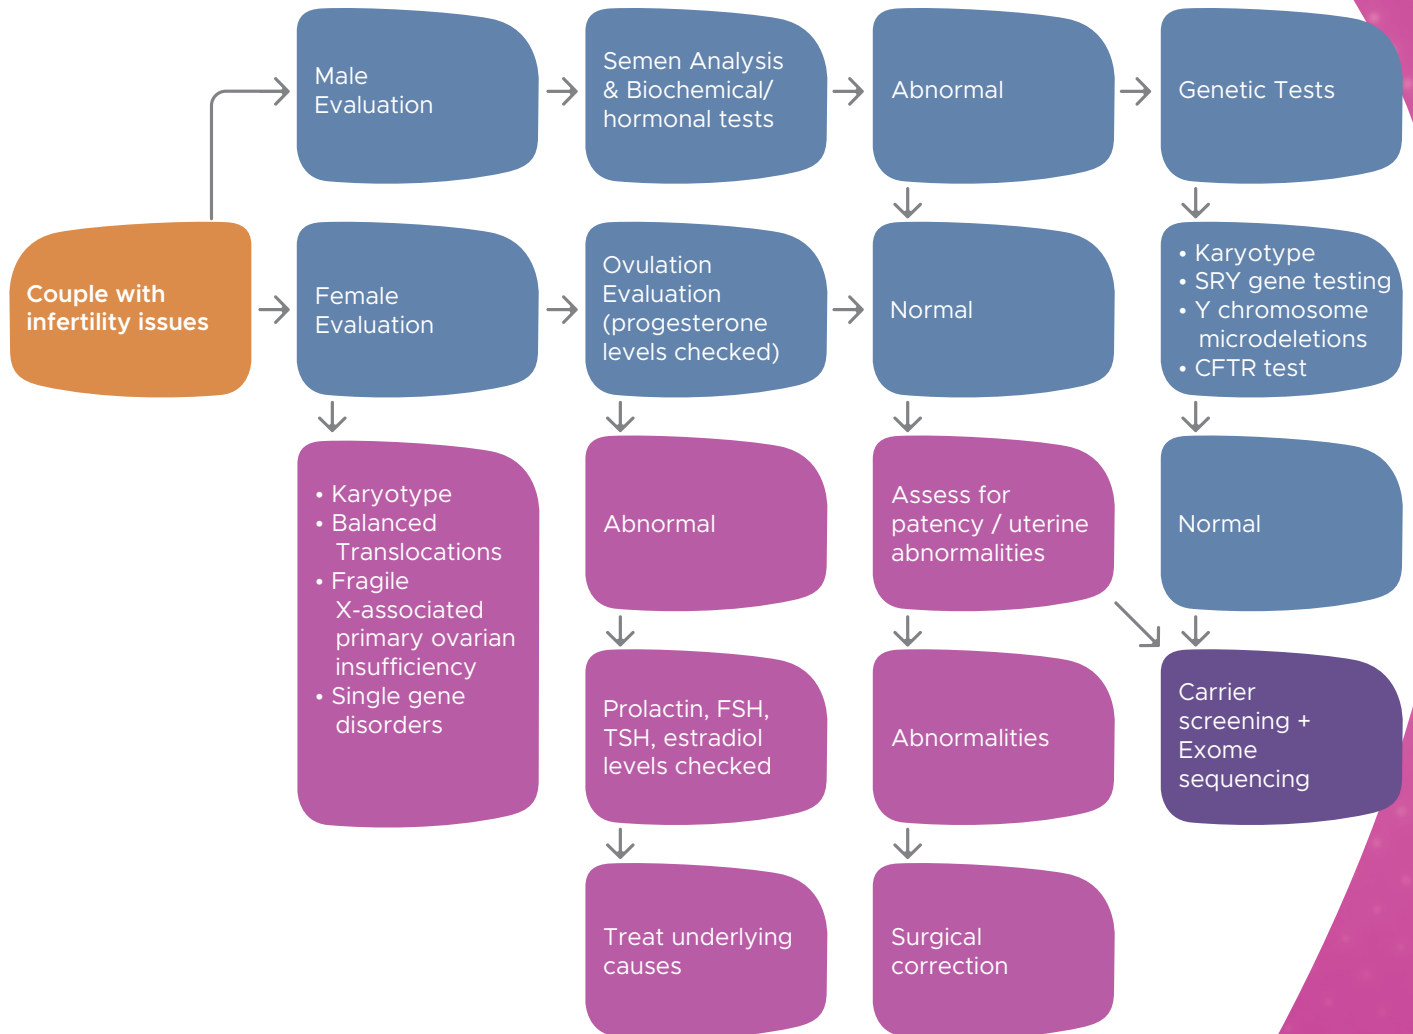 Male
Evaluation
Semen Analysis
& Biochemical/
hormonal tests
Abnormal
Genetic Tests
Couple with
infertility issues
Female
Evaluation
Ovulation
Evaluation
(progesterone
levels checked)
Normal
• Karyotype
• SRY gene testing
• Y chromosome
microdeletions
• CFTR test
• Karyotype
• Balanced
Translocations
• Fragile
X-associated
primary ovarian
insufficiency
• Single gene
disorders
Abnormal
Assess for
patency / uterine
abnormalities
Normal
Prolactin, FSH,
TSH, estradiol
levels checked
Abnormalities
Carrier
screening +
Exome
sequencing
Treat underlying
causes
Surgical
correction